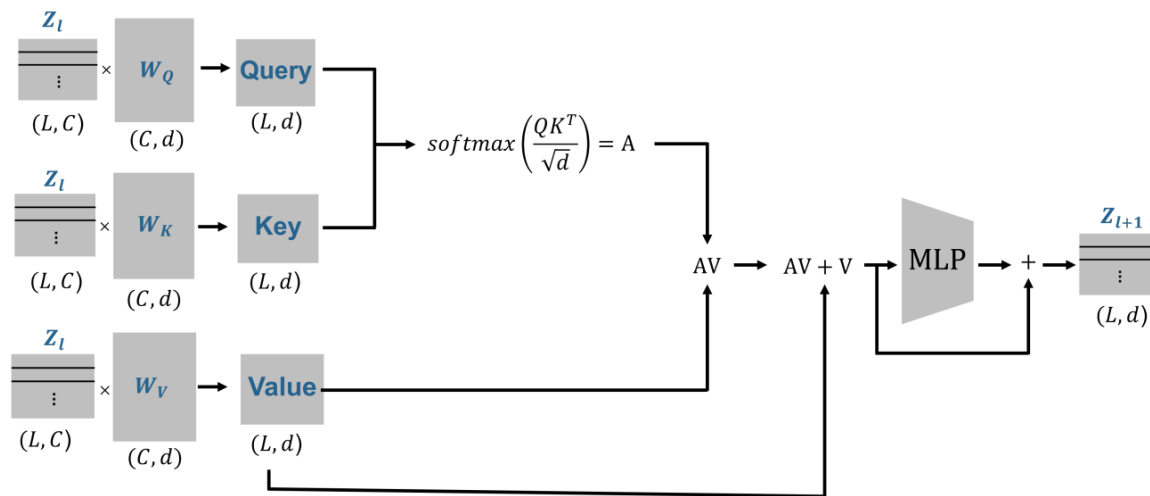 Z_l
× W_Q Query
⋮
(L, C) (C, d) (L, d)
softmax(QK^T/√d) = A
Z_l
× W_K Key
⋮
(L, C) (C, d) (L, d)
AV AV + V MLP + Z_{l+1}
⋮
(L, d)
Z_l
× W_V Value
⋮
(L, C) (C, d) (L, d)